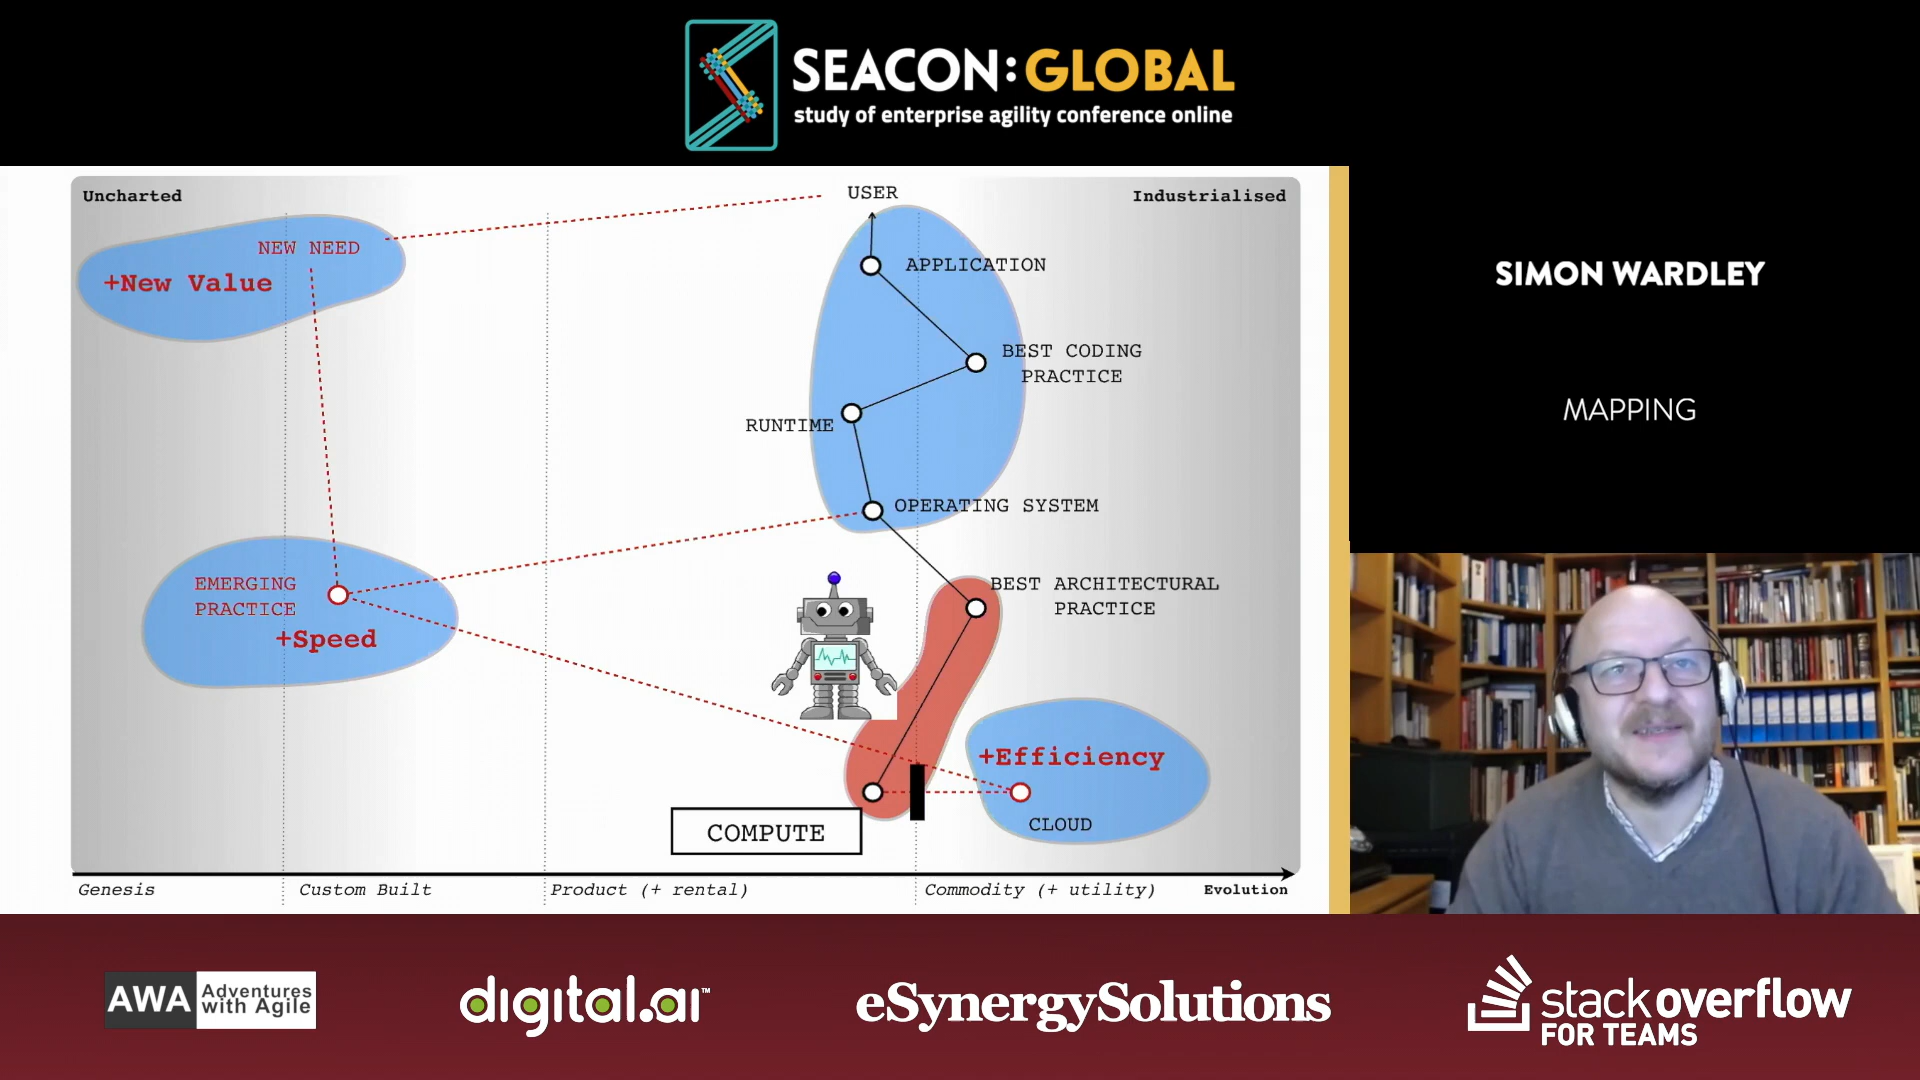 SEACON:GLOBAL
study of enterprise agility conference online
Uncharted
USER
Industrialised
NEW NEED
+New Value
APPLICATION
BEST CODING
PRACTICE
RUNTIME
OPERATING SYSTEM
EMERGING
PRACTICE
+Speed
BEST ARCHITECTURAL
PRACTICE
+Efficiency
CLOUD
COMPUTE
Genesis
Custom Built
Product (+ rental)
Commodity (+ utility)
Evolution
SIMON WARDLEY
MAPPING
AWA Adventures
with Agile
digital.ai™
eSynergySolutions
stackoverflow
FOR TEAMS